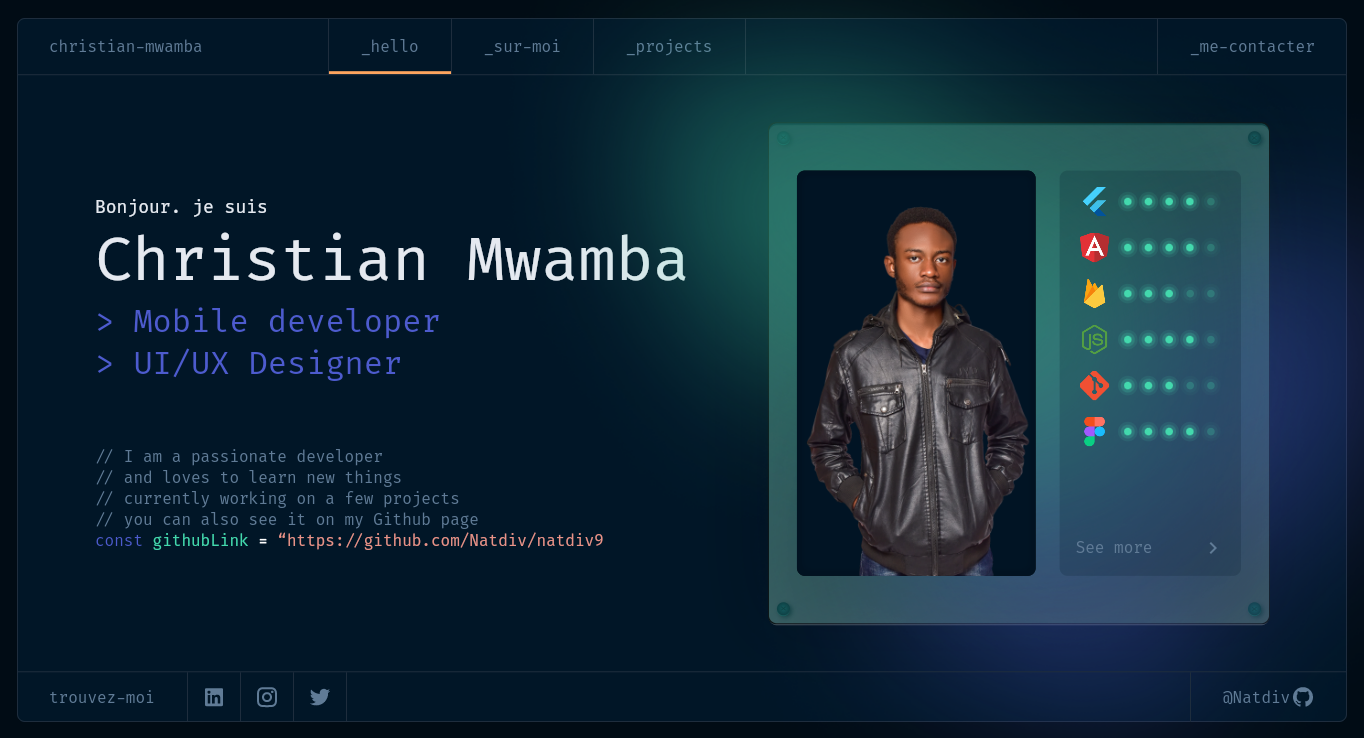 christian-mwamba
_hello
_sur-moi
_projects
_me-contacter
Bonjour. je suis
Christian Mwamba
> Mobile developer
> UI/UX Designer
// I am a passionate developer
// and loves to learn new things
// currently working on a few projects
// you can also see it on my Github page
const githubLink = “https://github.com/Natdiv/natdiv9
JS
See more
trouvez-moi
in
@Natdiv